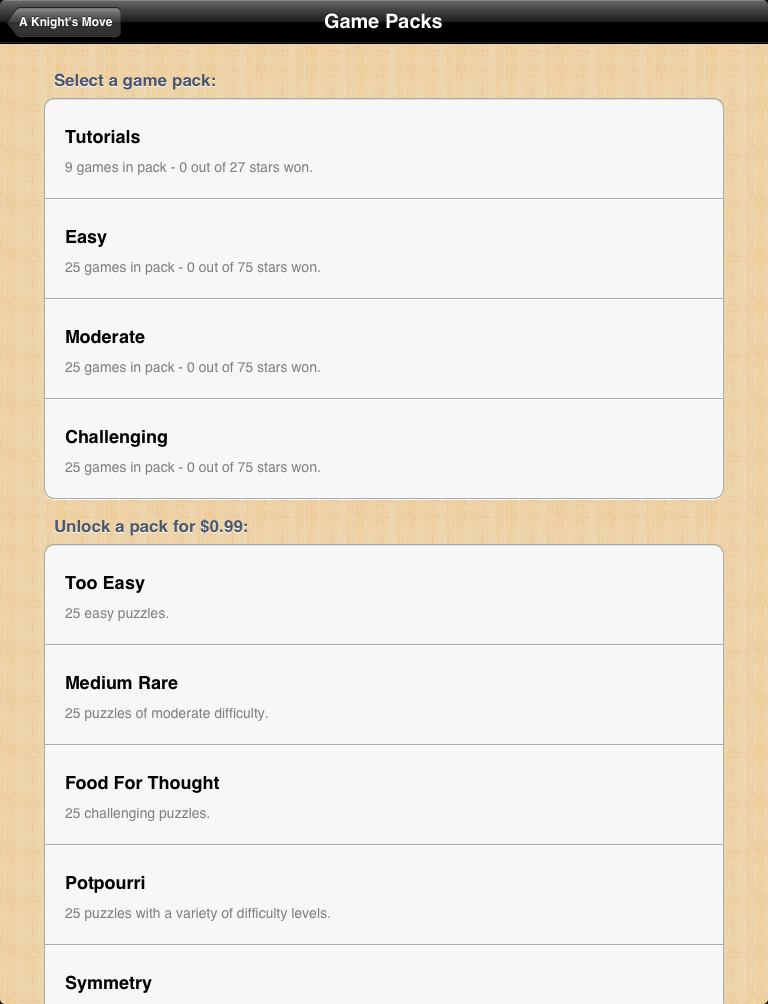 A Knight's Move
Game Packs
Select a game pack:
Tutorials
9 games in pack - 0 out of 27 stars won.
Easy
25 games in pack - 0 out of 75 stars won.
Moderate
25 games in pack - 0 out of 75 stars won.
Challenging
25 games in pack - 0 out of 75 stars won.
Unlock a pack for $0.99:
Too Easy
25 easy puzzles.
Medium Rare
25 puzzles of moderate difficulty.
Food For Thought
25 challenging puzzles.
Potpourri
25 puzzles with a variety of difficulty levels.
Symmetry